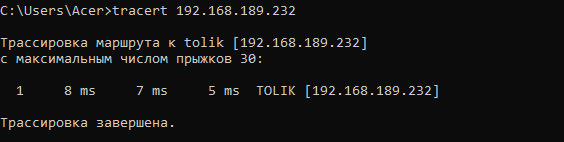 C:\Users\Acer>tracert 192.168.189.232
Трассировка маршрута к tolik [192.168.189.232]
с максимальным числом прыжков 30:
1 8 ms 7 ms 5 ms TOLIK [192.168.189.232]
Трассировка завершена.